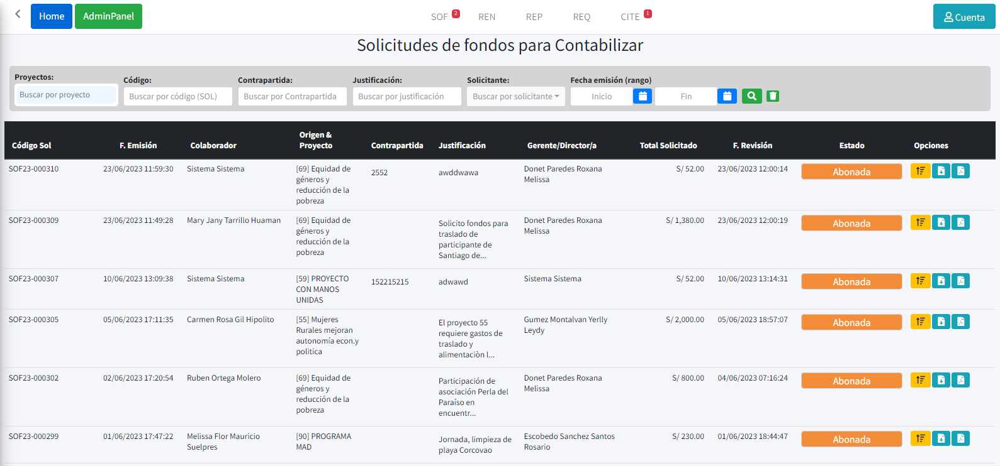 Home AdminPanel SOF 2 REN REP REQ CITE 1 Cuenta
Solicitudes de fondos para Contabilizar
Proyectos: Código: Contrapartida: Justificación: Solicitante: Fecha emisión (rango)
Buscar por proyecto Buscar por código (SOL) Buscar por Contrapartida Buscar por justificación Buscar por solicitante Inicio Fin
Código Sol F. Emisión Colaborador Origen & Proyecto Contrapartida Justificación Gerente/Director/a Total Solicitado F. Revisión Estado Opciones
SOF23-000310 23/06/2023 11:59:30 Sistema Sistema [69] Equidad de géneros y reducción de la pobreza 2552 awddwawa Donet Paredes Roxana Melissa S/ 52.00 23/06/2023 12:00:14 Abonada
SOF23-000309 23/06/2023 11:49:28 Mary Jany Tarrillo Huaman [69] Equidad de géneros y reducción de la pobreza Solicito fondos para traslado de participante de Santiago de... Donet Paredes Roxana Melissa S/ 1,380.00 23/06/2023 12:00:19 Abonada
SOF23-000307 10/06/2023 13:09:38 Sistema Sistema [59] PROYECTO CON MANOS UNIDAS 152215215 adwawd Sistema Sistema S/ 52.00 10/06/2023 13:14:31 Abonada
SOF23-000305 05/06/2023 17:11:35 Carmen Rosa Gil Hipolito [55] Mujeres Rurales mejoran autonomía econ.y politica El proyecto 55 requiere gastos de traslado y alimentaciòn l... Gumez Montalvan Yerlly Leydy S/ 2,000.00 05/06/2023 18:57:07 Abonada
SOF23-000302 02/06/2023 17:20:54 Ruben Ortega Molero [69] Equidad de géneros y reducción de la pobreza Participación de asociación Perla del Paraíso en encuentr... Donet Paredes Roxana Melissa S/ 800.00 04/06/2023 07:16:24 Abonada
SOF23-000299 01/06/2023 17:47:22 Melissa Flor Mauricio Suelpres [90] PROGRAMA MAD Jornada, limpieza de playa Corcovao Escobedo Sanchez Santos Rosario S/ 230.00 01/06/2023 18:44:47 Abonada